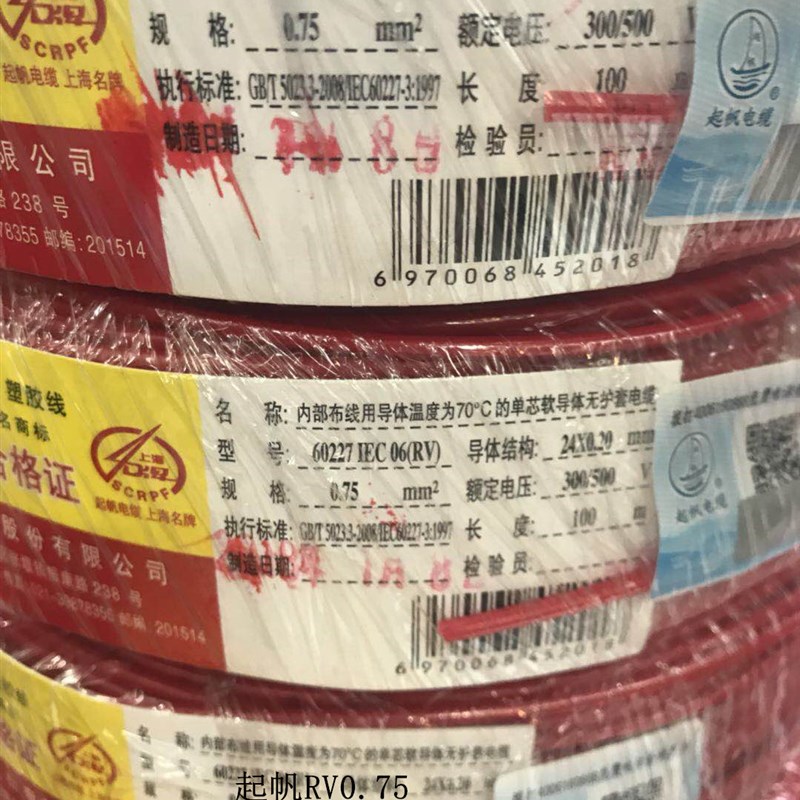 规 格: 0.75 mm² 额定电压: 300/500 V
SCRPF
起帆电缆 上海名牌
执行标准: GB/T 5023.3-2008/IEC60227-3:1997 长 度: 100
制造日期: 检验员:
起帆电缆
限公司
238 号
78355 邮编: 201514
6 970068 452018
塑胶线
名商标
合格证
上海
SCRPF
起帆电缆 上海名牌
股份有限公司
238 号
78355 邮编: 201514
名 称: 内部布线用导体温度为70°C的单芯软导体无护套电缆
型 号: 60227 IEC 06(RV) 导体结构: 24X0.20 mm
规 格: 0.75 mm² 额定电压: 300/500 V
执行标准: GB/T 5023.3-2008/IEC60227-3:1997 长 度: 100 m
制造日期: 检验员:
6 970068 452018
起帆电缆
SCRPF
名 称: 内部布线用导体温度为70°C的单芯软导体无护套电缆
24X0.20
起帆RV0.75